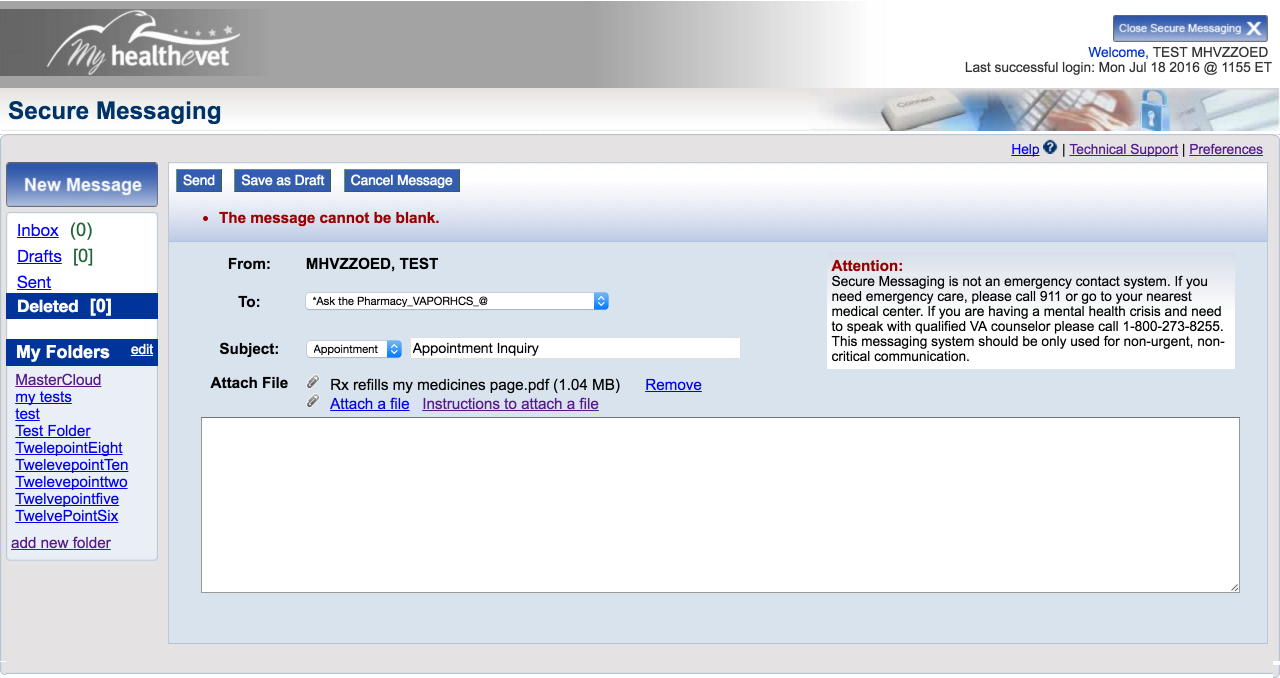 My healthevet
Close Secure Messaging X
Welcome, TEST MHVZZOED
Last successful login: Mon Jul 18 2016 @ 1155 ET
Secure Messaging
Connect
Help ? | Technical Support | Preferences
New Message
Send Save as Draft Cancel Message
Inbox (0)
Drafts [0]
Sent
Deleted [0]
My Folders edit
MasterCloud
my tests
test
Test Folder
TwelepointEight
TwelevepointTen
Twelevepointtwo
Twelvepointfive
TwelvePointSix
add new folder
• The message cannot be blank.
From: MHVZZOED, TEST
To: *Ask the Pharmacy_VAPORHCS_@
Subject: Appointment Appointment Inquiry
Attach File Rx refills my medicines page.pdf (1.04 MB) Remove
Attach a file Instructions to attach a file
Attention:
Secure Messaging is not an emergency contact system. If you
need emergency care, please call 911 or go to your nearest
medical center. If you are having a mental health crisis and need
to speak with qualified VA counselor please call 1-800-273-8255.
This messaging system should be only used for non-urgent, non-
critical communication.